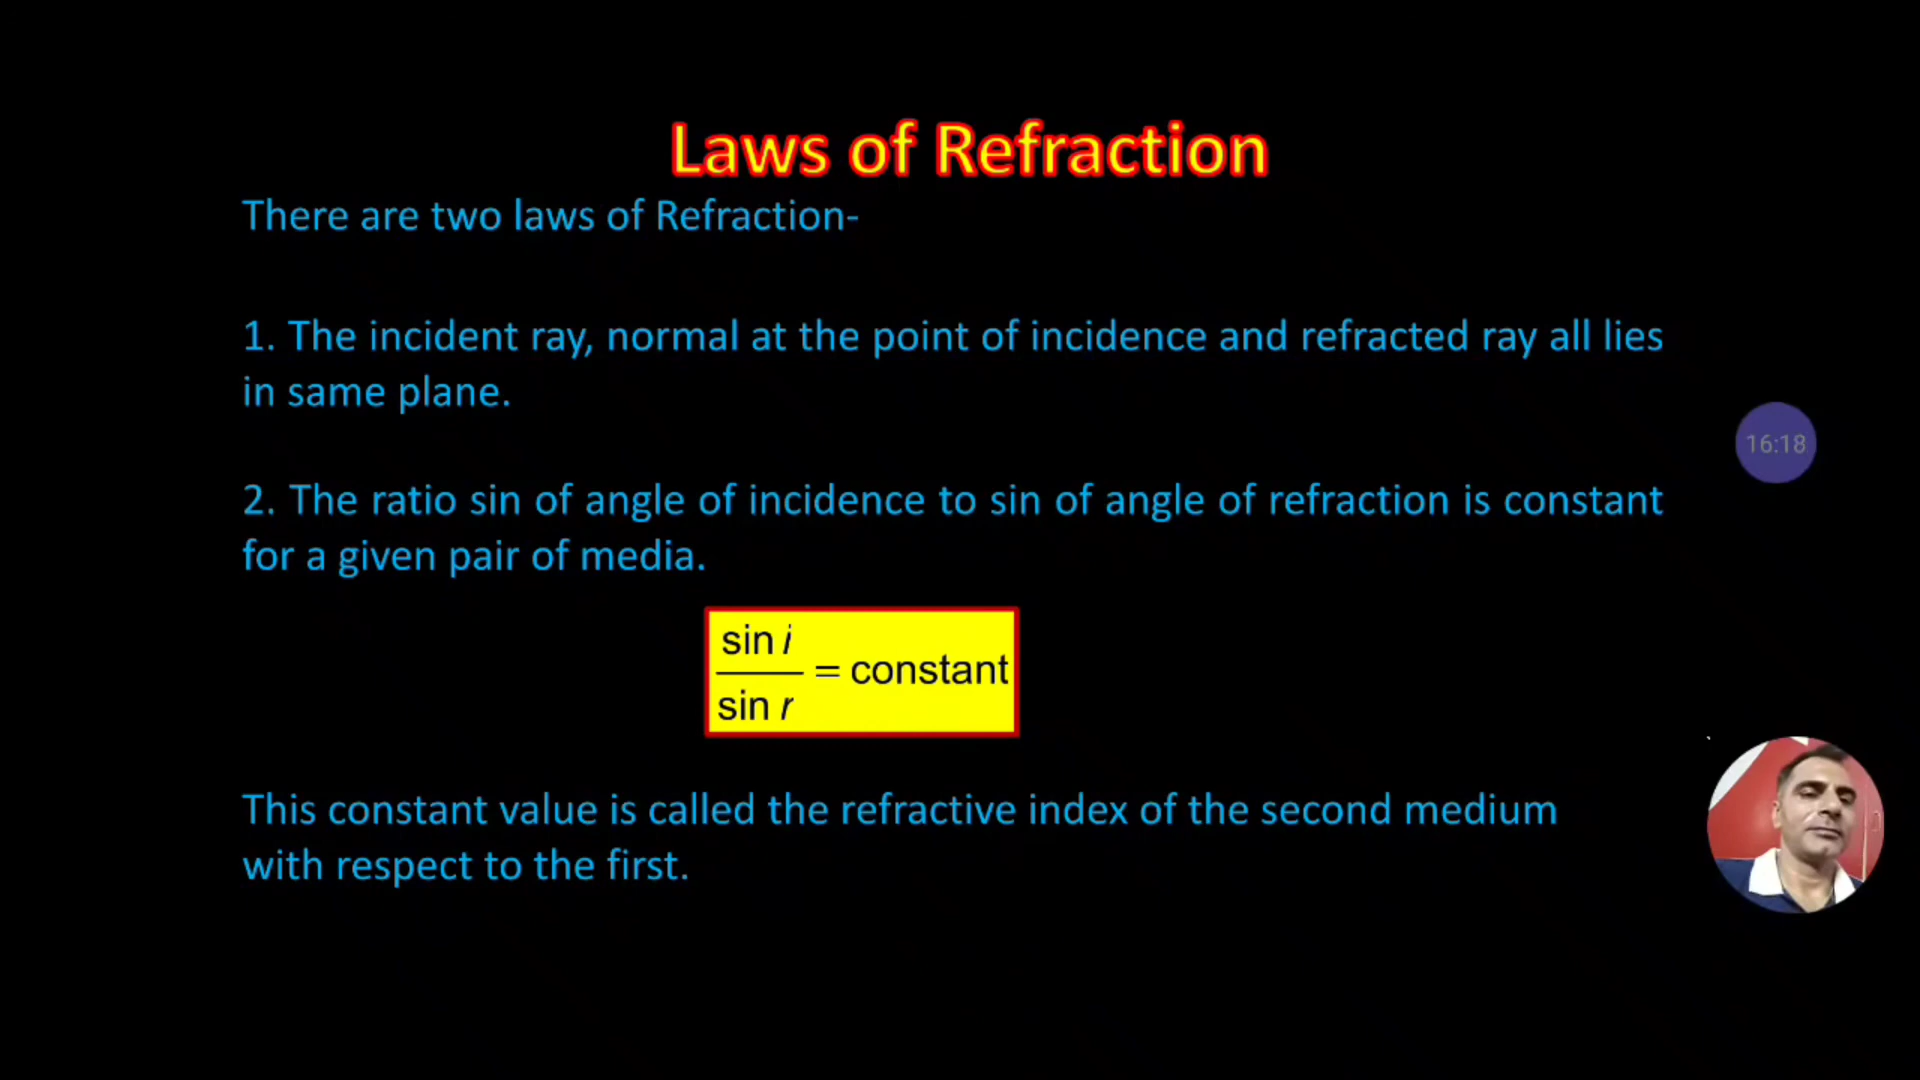 Laws of Refraction
There are two laws of Refraction-
1. The incident ray, normal at the point of incidence and refracted ray all lies
in same plane.
16:18
2. The ratio sin of angle of incidence to sin of angle of refraction is constant
for a given pair of media.
sin i
= constant
sin r
This constant value is called the refractive index of the second medium
with respect to the first.